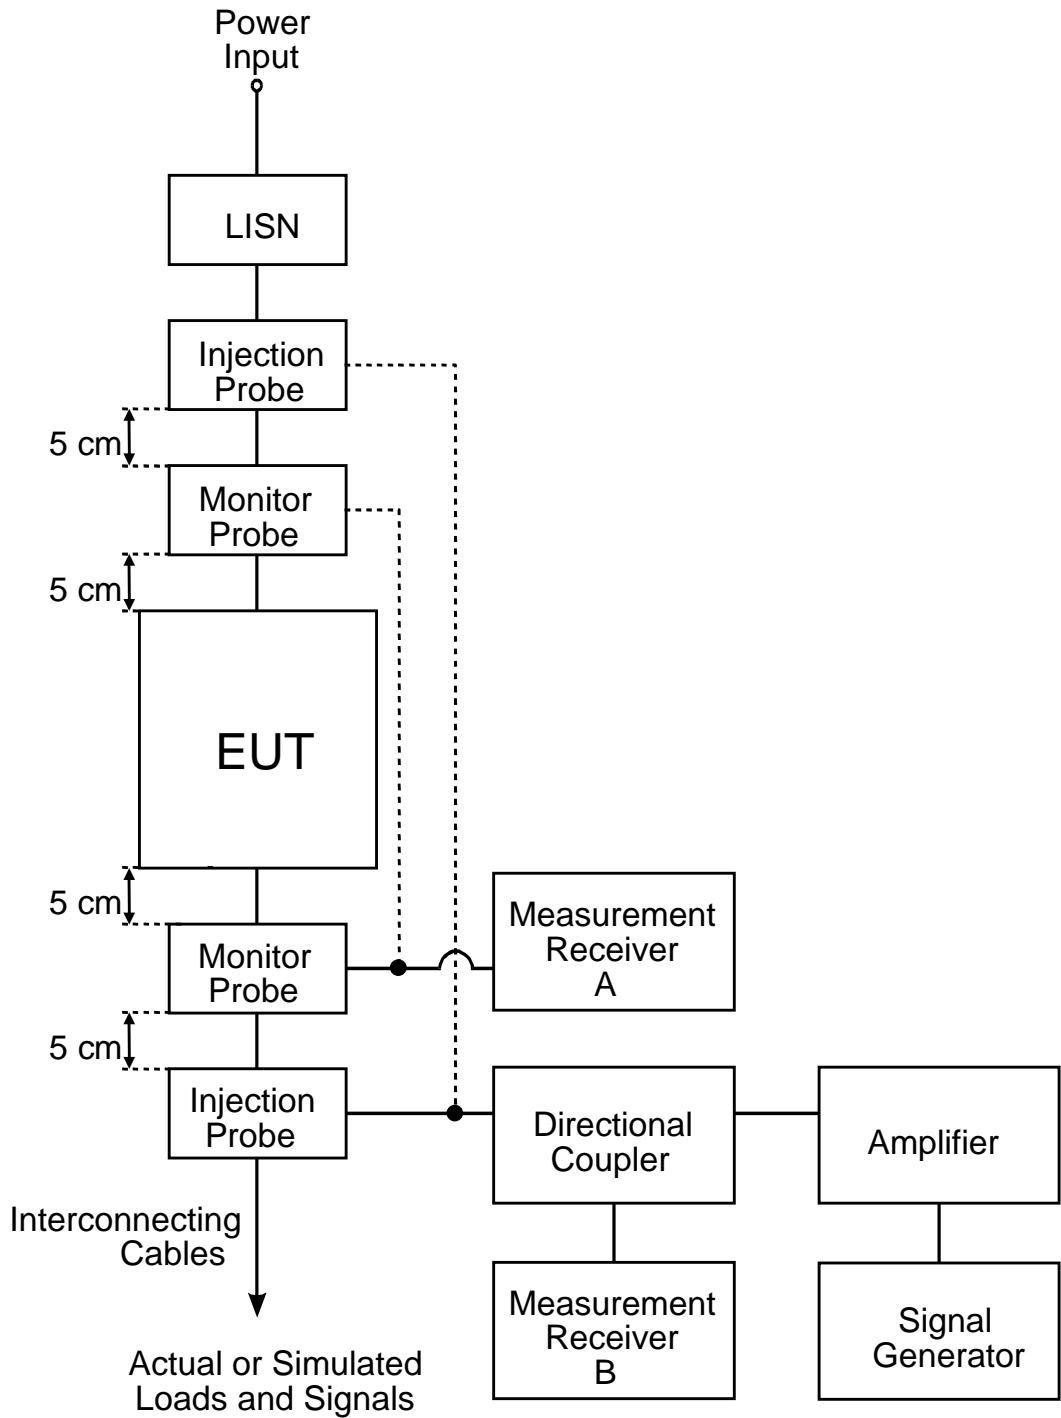 Power
Input
LISN
Injection
Probe
5 cm
Monitor
Probe
5 cm
EUT
5 cm
Monitor
Probe
Measurement
Receiver
A
5 cm
Injection
Probe
Directional
Coupler
Amplifier
Interconnecting
Cables
Measurement
Receiver
B
Signal
Generator
Actual or Simulated
Loads and Signals